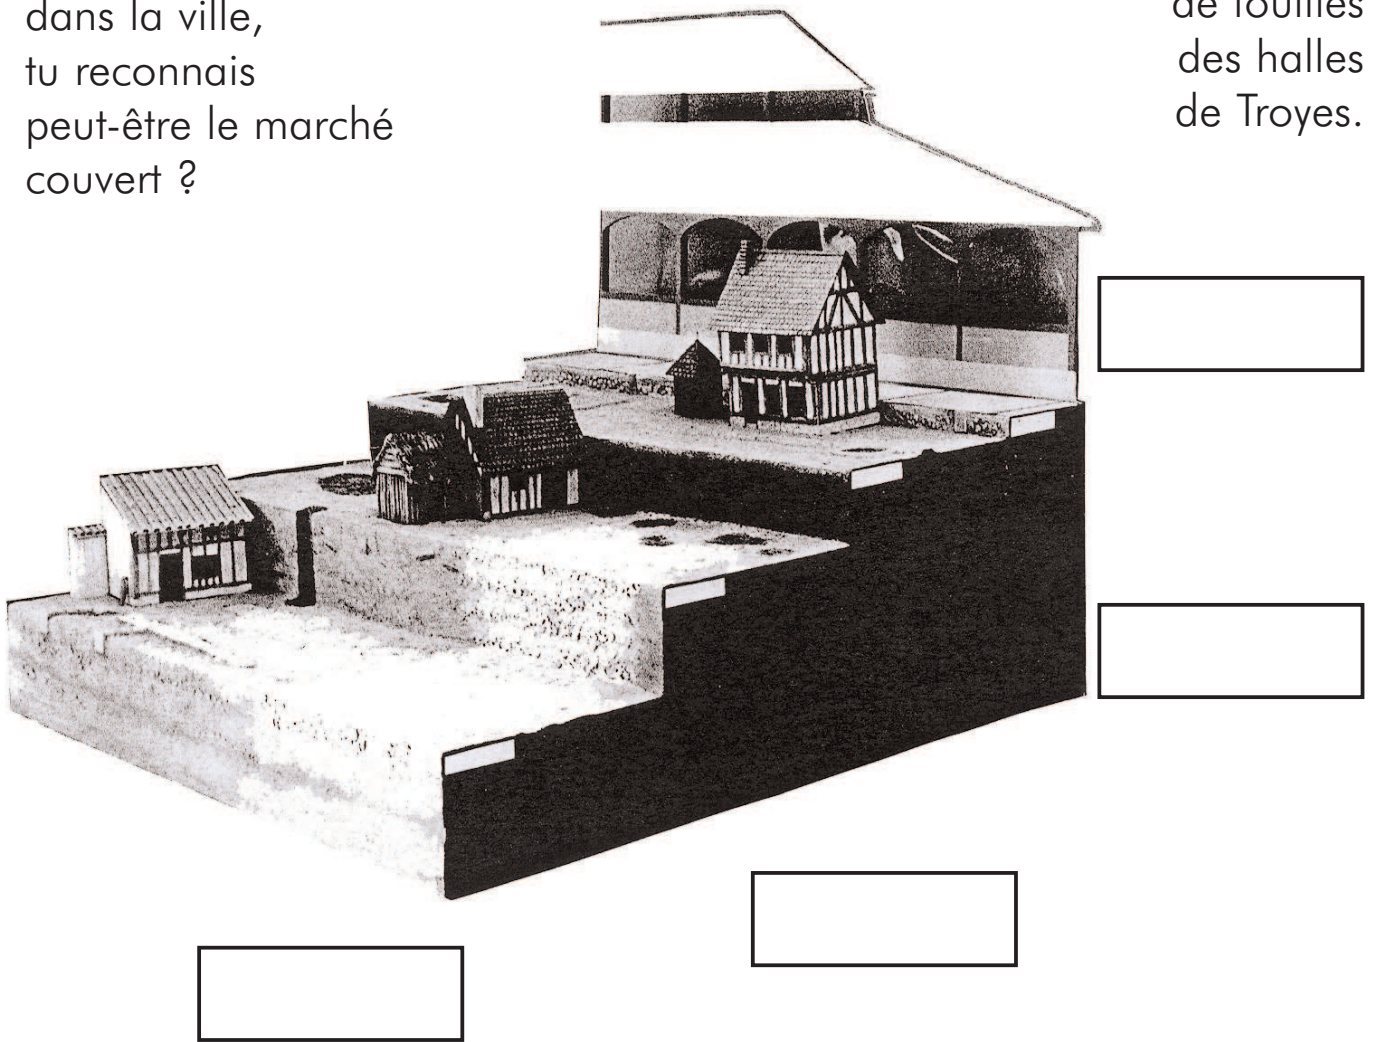 dans la ville,
tu reconnais
peut-être le marché
couvert ?
de fouilles
des halles
de Troyes.